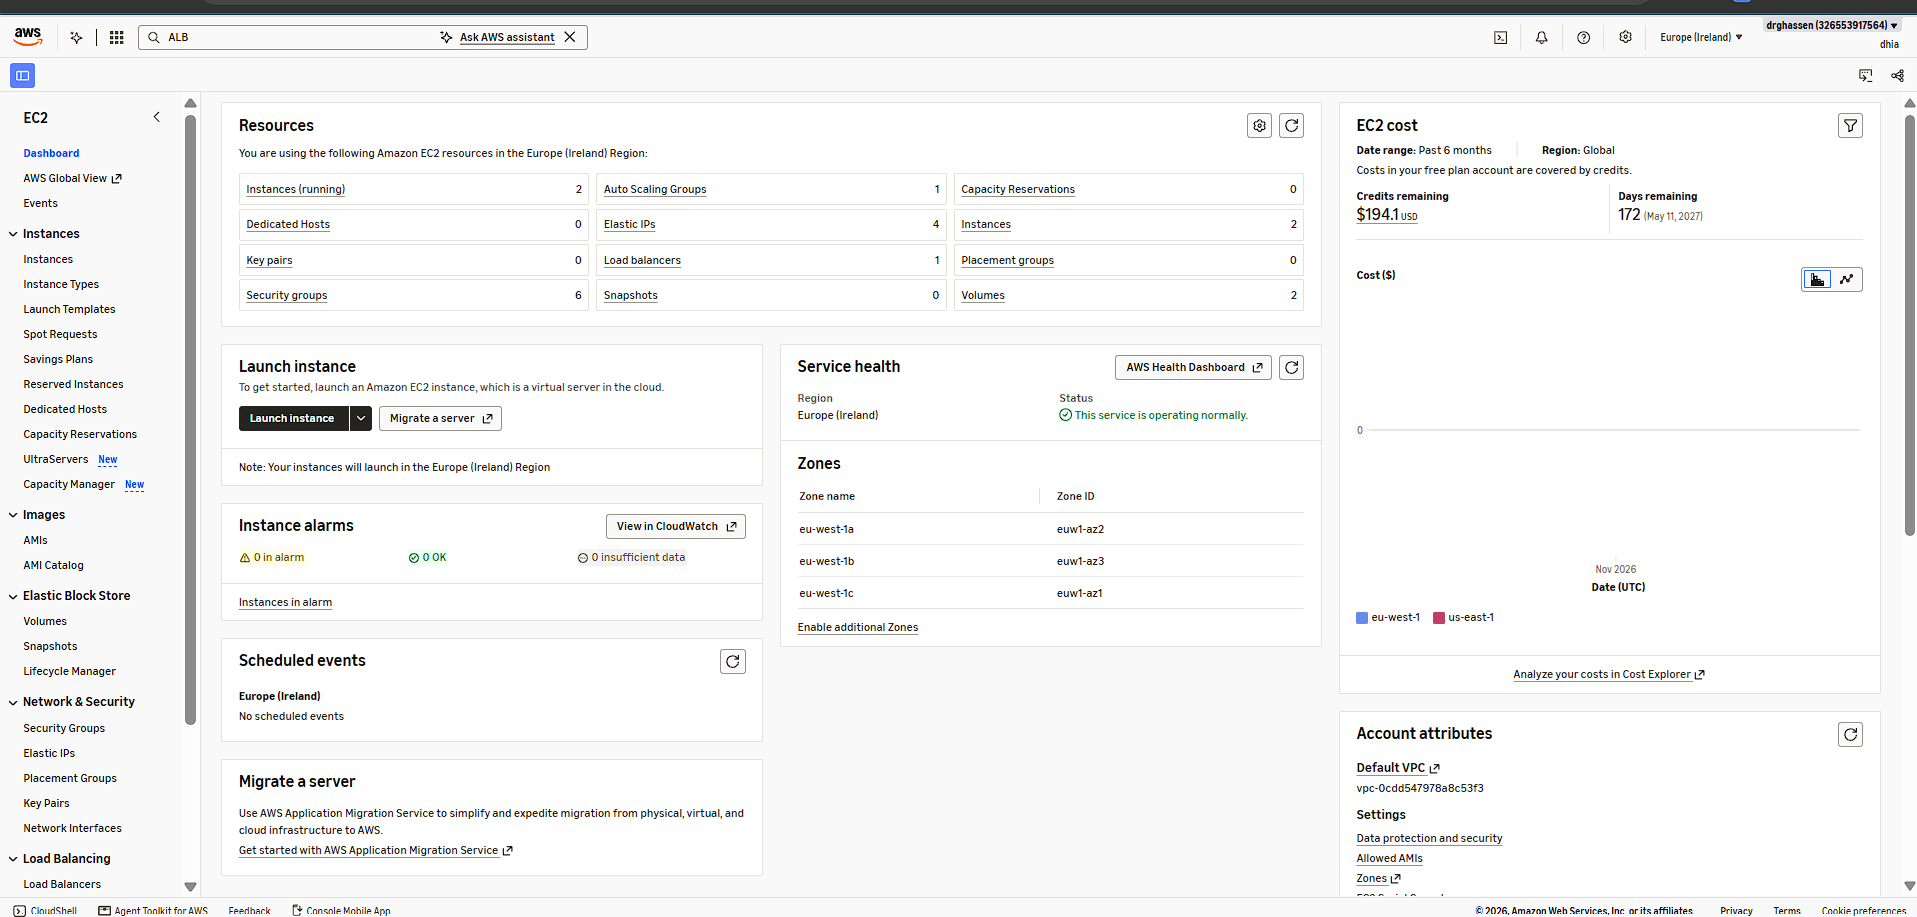 aws
ALB
Ask AWS assistant
Europe (Ireland)
drghassen (326553917564)
dhia
EC2
Dashboard
AWS Global View
Events
Instances
Instances
Instance Types
Launch Templates
Spot Requests
Savings Plans
Reserved Instances
Dedicated Hosts
Capacity Reservations
UltraServers New
Capacity Manager New
Images
AMIs
AMI Catalog
Elastic Block Store
Volumes
Snapshots
Lifecycle Manager
Network & Security
Security Groups
Elastic IPs
Placement Groups
Key Pairs
Network Interfaces
Load Balancing
Load Balancers
Resources
You are using the following Amazon EC2 resources in the Europe (Ireland) Region:
Instances (running) 2
Auto Scaling Groups 1
Capacity Reservations 0
Dedicated Hosts 0
Elastic IPs 4
Instances 2
Key pairs 0
Load balancers 1
Placement groups 0
Security groups 6
Snapshots 0
Volumes 2
Launch instance
To get started, launch an Amazon EC2 instance, which is a virtual server in the cloud.
Launch instance
Migrate a server
Note: Your instances will launch in the Europe (Ireland) Region
Instance alarms
View in CloudWatch
0 in alarm
0 OK
0 insufficient data
Instances in alarm
Scheduled events
Europe (Ireland)
No scheduled events
Migrate a server
Use AWS Application Migration Service to simplify and expedite migration from physical, virtual, and
cloud infrastructure to AWS.
Get started with AWS Application Migration Service
Service health
AWS Health Dashboard
Region
Europe (Ireland)
Status
This service is operating normally.
Zones
Zone name Zone ID
eu-west-1a euw1-az2
eu-west-1b euw1-az3
eu-west-1c euw1-az1
Enable additional Zones
EC2 cost
Date range: Past 6 months
Region: Global
Costs in your free plan account are covered by credits.
Credits remaining
$194.1 USD
Days remaining
172 (May 11, 2027)
Cost ($)
0
Nov 2026
Date (UTC)
eu-west-1
us-east-1
Analyze your costs in Cost Explorer
Account attributes
Default VPC
vpc-0cdd547978a8c53f3
Settings
Data protection and security
Allowed AMIs
Zones
CloudShell
Agent Toolkit for AWS
Feedback
Console Mobile App
© 2026, Amazon Web Services, Inc. or its affiliates.
Privacy
Terms
Cookie preferences